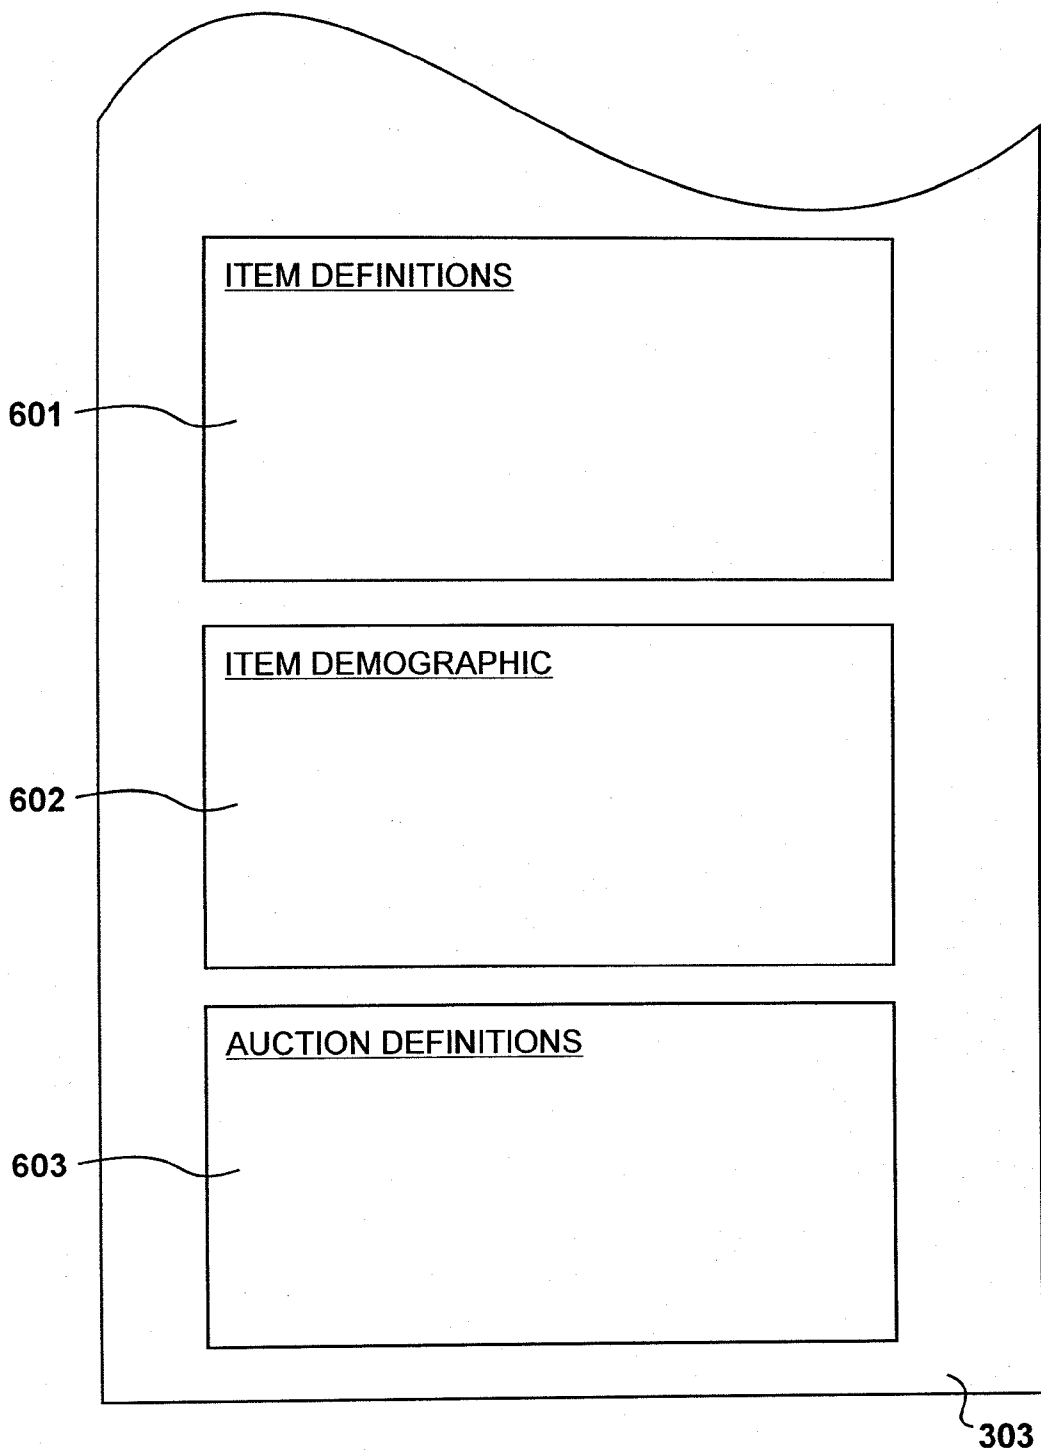 ITEM DEFINITIONS
601
ITEM DEMOGRAPHIC
602
AUCTION DEFINITIONS
603
303